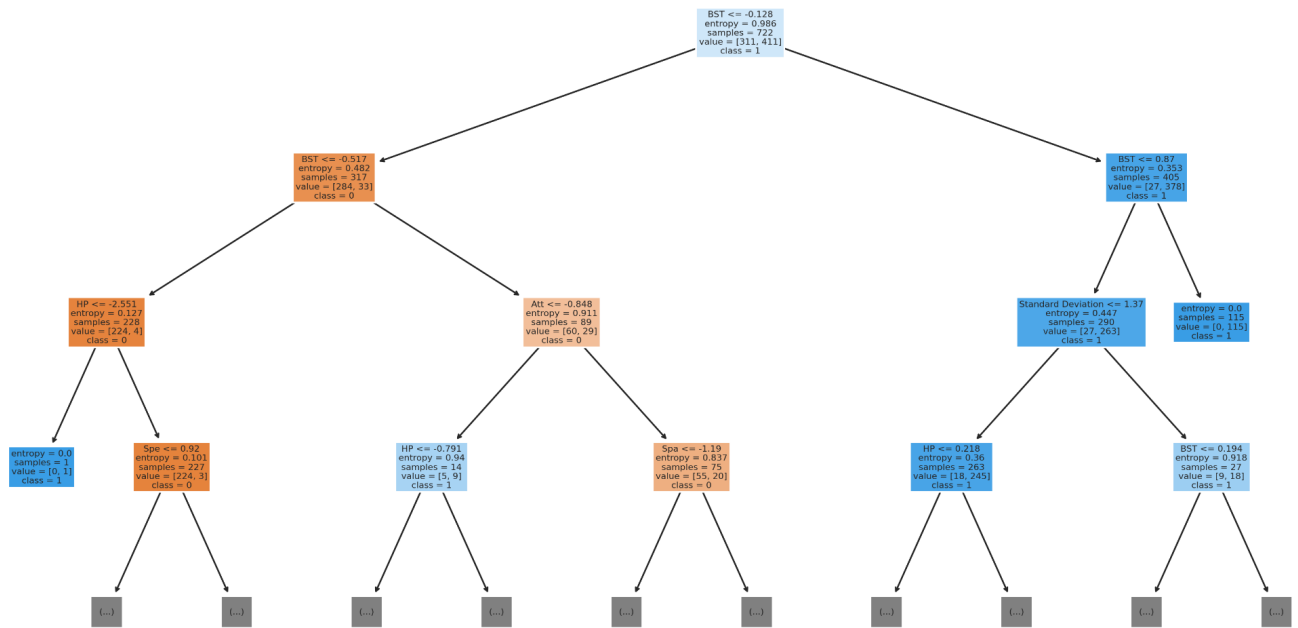 BST <= -0.128
entropy = 0.986
samples = 722
value = [311, 411]
class = 1
BST <= -0.517
entropy = 0.482
samples = 317
value = [284, 33]
class = 0
BST <= 0.87
entropy = 0.353
samples = 405
value = [27, 378]
class = 1
HP <= -2.551
entropy = 0.127
samples = 228
value = [224, 4]
class = 0
Att <= -0.848
entropy = 0.911
samples = 89
value = [60, 29]
class = 0
Standard Deviation <= 1.37
entropy = 0.447
samples = 290
value = [27, 263]
class = 1
entropy = 0.0
samples = 115
value = [0, 115]
class = 1
entropy = 0.0
samples = 1
value = [0, 1]
class = 1
Spe <= 0.92
entropy = 0.101
samples = 227
value = [224, 3]
class = 0
HP <= -0.791
entropy = 0.94
samples = 14
value = [5, 9]
class = 1
Spa <= -1.19
entropy = 0.837
samples = 75
value = [55, 20]
class = 0
HP <= 0.218
entropy = 0.36
samples = 263
value = [18, 245]
class = 1
BST <= 0.194
entropy = 0.918
samples = 27
value = [9, 18]
class = 1
(...)
(...)
(...)
(...)
(...)
(...)
(...)
(...)
(...)
(...)